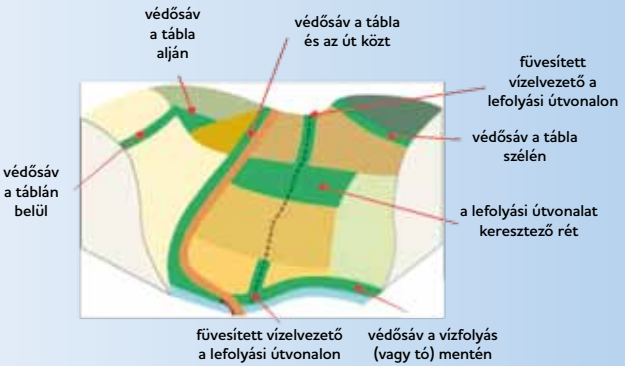 védősáv
a tábla
alján
védősáv a tábla
és az út közt
füvesített
vízelvezető a
lefolyási útvonalon
védősáv a tábla
szélén
védősáv
a táblán
belül
a lefolyási útvonalat
keresztező rét
füvesített vízelvezető
a lefolyási útvonalon
védősáv a vízfolyás
(vagy tó) mentén